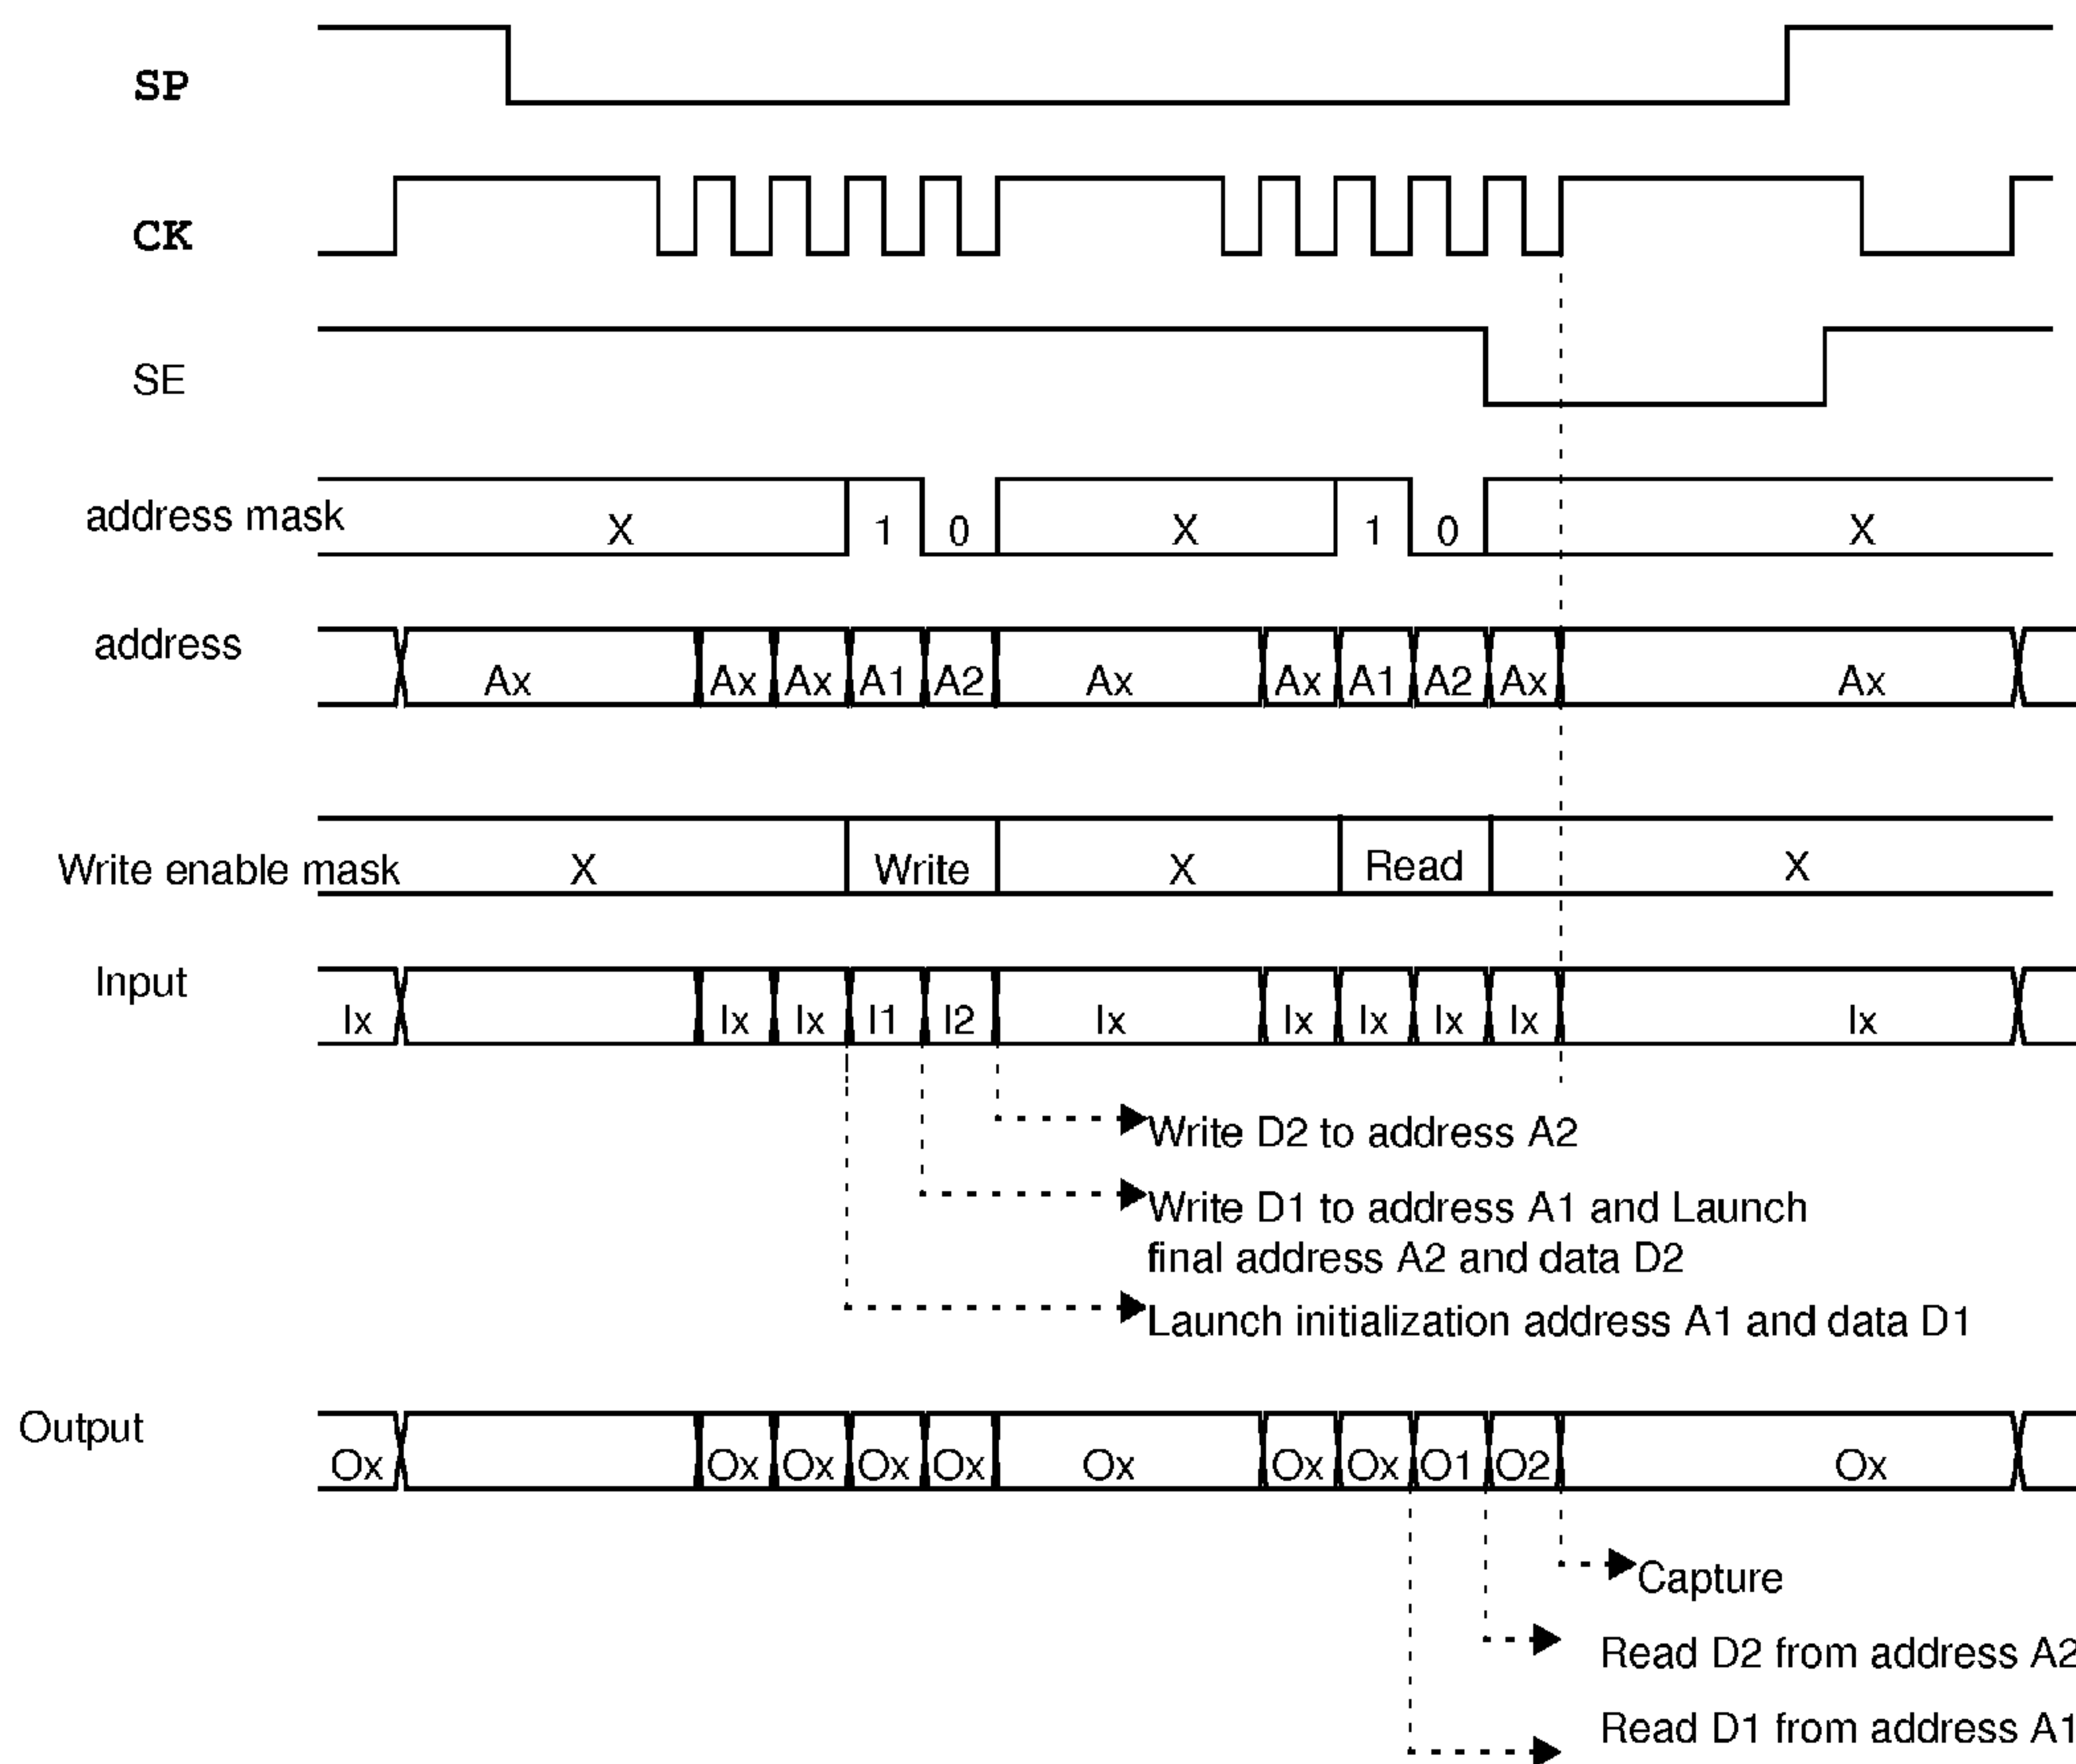 SP
CK
SE
address mask X 1 0 X 1 0 X
address Ax Ax Ax A1 A2 Ax Ax A1 A2 Ax Ax
Write enable mask X Write X Read X
Input Ix Ix Ix I1 I2 Ix Ix Ix Ix Ix Ix
Write D2 to address A2
Write D1 to address A1 and Launch
final address A2 and data D2
Launch initialization address A1 and data D1
Output Ox Ox Ox Ox Ox Ox Ox Ox O1 O2 Ox
Capture
Read D2 from address A2
Read D1 from address A1